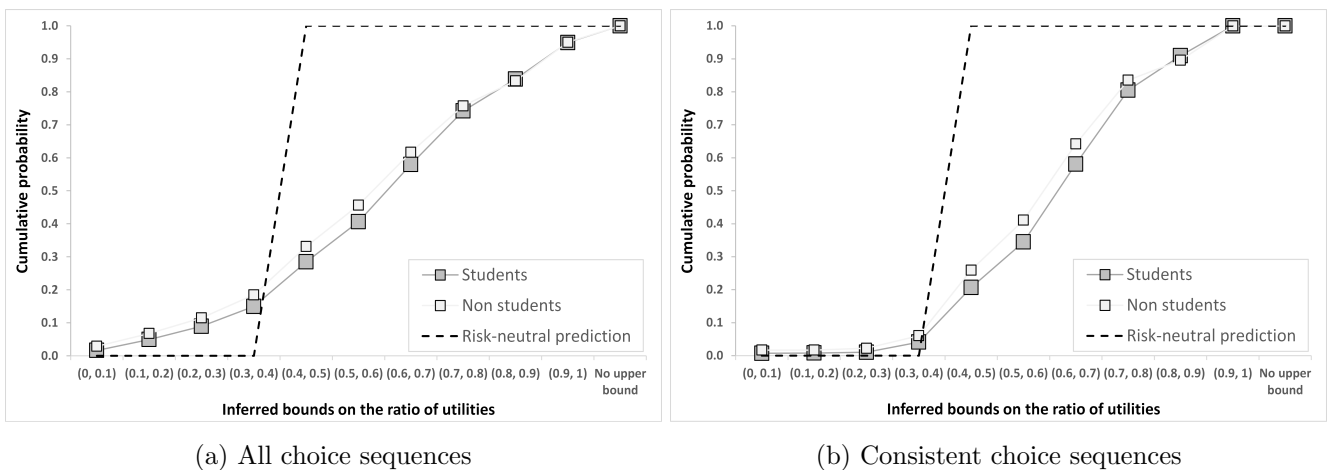 1.0
0.9
0.8
0.7
0.6
0.5
0.4
0.3
0.2
0.1
0.0
Cumulative probability
Students
Non students
Risk-neutral prediction
(0, 0.1) (0.1, 0.2) (0.2, 0.3) (0.3, 0.4) (0.4, 0.5) (0.5, 0.6) (0.6, 0.7) (0.7, 0.8) (0.8, 0.9) (0.9, 1) No upper
bound
Inferred bounds on the ratio of utilities
(a) All choice sequences
1.0
0.9
0.8
0.7
0.6
0.5
0.4
0.3
0.2
0.1
0.0
Cumulative probability
Students
Non students
Risk-neutral prediction
(0, 0.1) (0.1, 0.2) (0.2, 0.3) (0.3, 0.4) (0.4, 0.5) (0.5, 0.6) (0.6, 0.7) (0.7, 0.8) (0.8, 0.9) (0.9, 1) No upper
bound
Inferred bounds on the ratio of utilities
(b) Consistent choice sequences